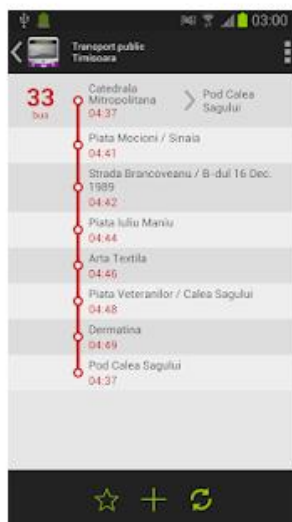 03:00
Transport public
Timisoara
33
bus
Catedrala
Mitropolitana
04:37
Pod Calea
Sagului
Piata Mocioni / Sinaia
04:41
Strada Brancoveanu / B-dul 16 Dec.
1989
04:42
Piata Iuliu Maniu
04:44
Arta Textila
04:46
Piata Veteranilor / Calea Sagului
04:48
Dermatina
04:49
Pod Calea Sagului
04:37